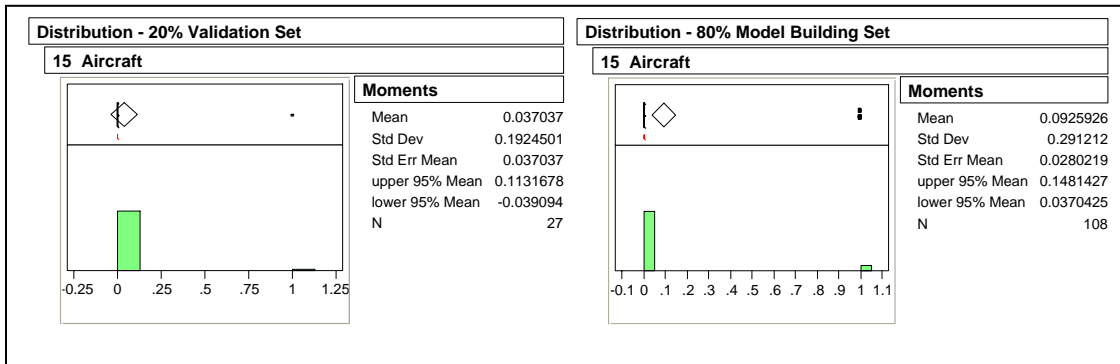 Distribution - 20% Validation Set
15 Aircraft
Moments
Mean 0.037037
Std Dev 0.1924501
Std Err Mean 0.037037
upper 95% Mean 0.1131678
lower 95% Mean -0.039094
N 27
-0.25 0 .25 .5 .75 1 1.25
Distribution - 80% Model Building Set
15 Aircraft
Moments
Mean 0.0925926
Std Dev 0.291212
Std Err Mean 0.0280219
upper 95% Mean 0.1481427
lower 95% Mean 0.0370425
N 108
-0.1 0 .1 .2 .3 .4 .5 .6 .7 .8 .9 1 1.1